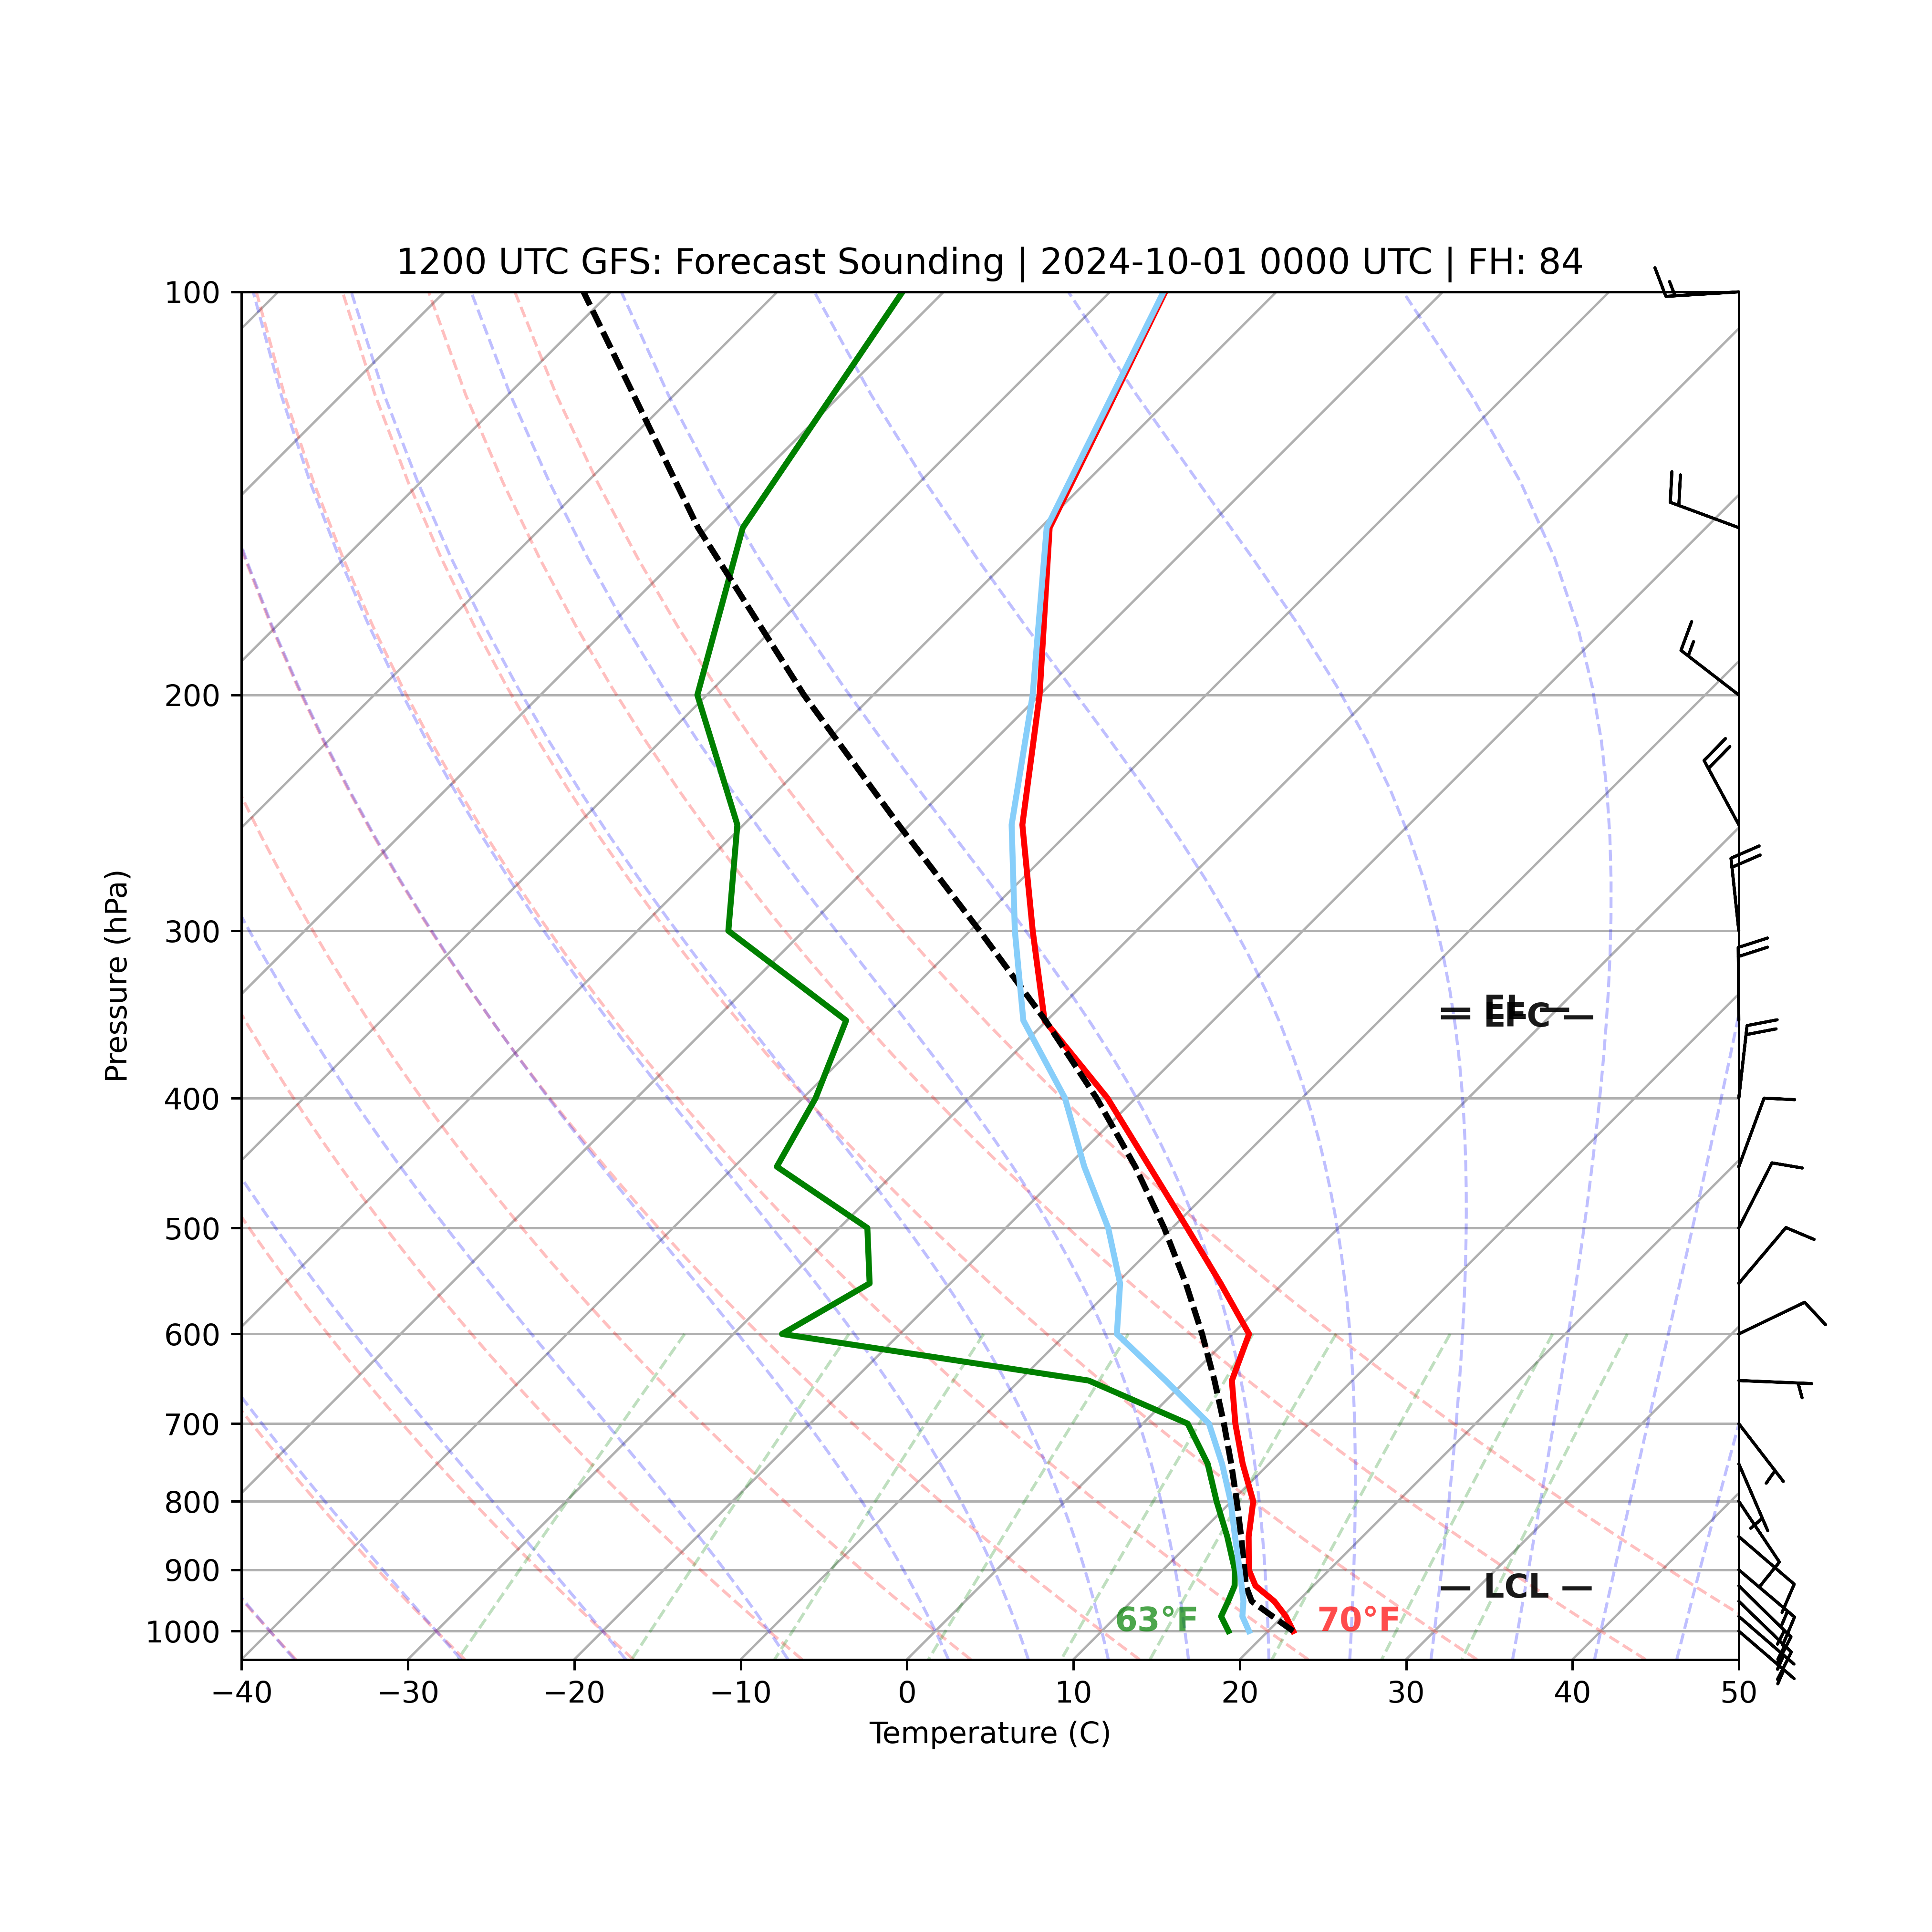 1200 UTC GFS: Forecast Sounding | 2024-10-01 0000 UTC | FH: 84
100
200
300
— EL —
— LFC —
400
500
600
700
800
900
— LCL —
1000
63°F
70°F
−40
−30
−20
−10
0
10
20
30
40
50
Temperature (C)
Pressure (hPa)